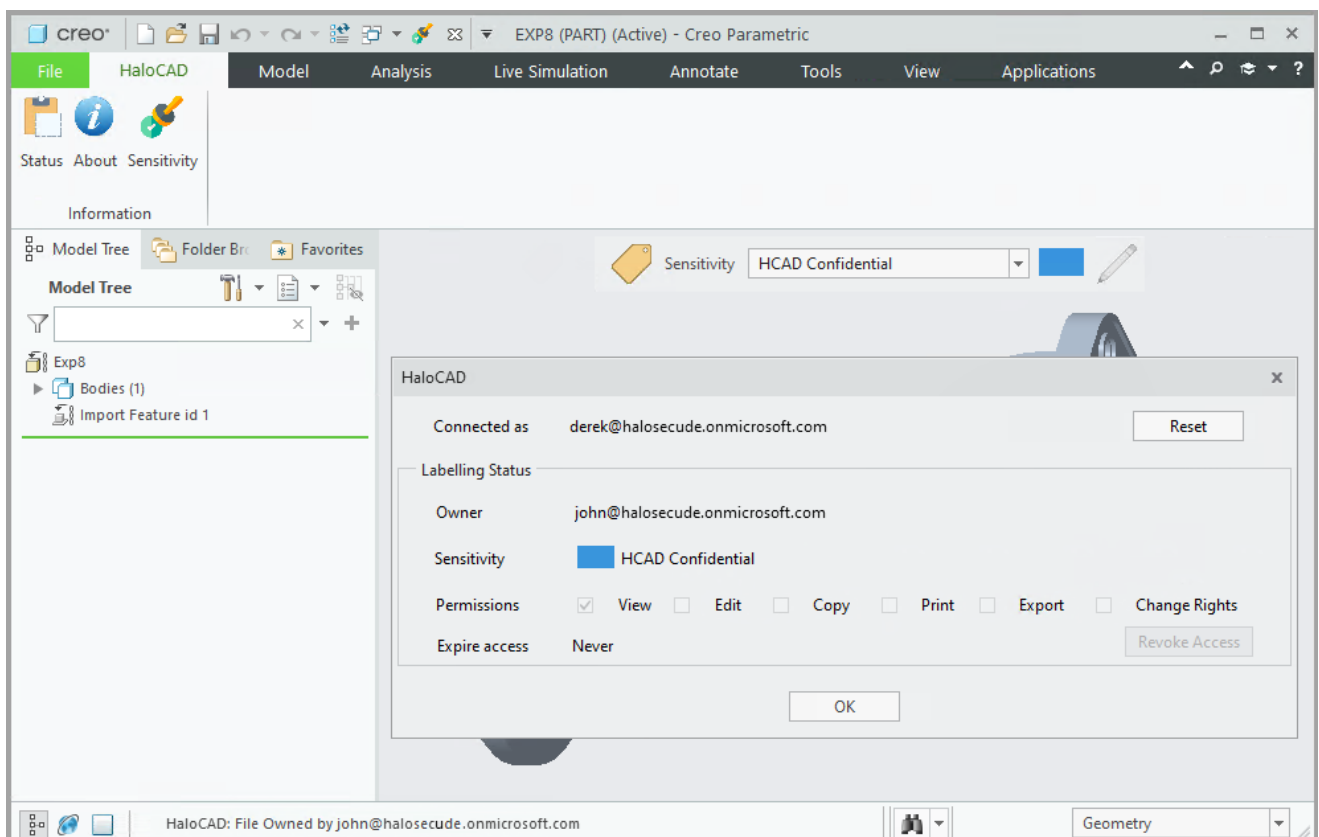 creo® EXP8 (PART) (Active) - Creo Parametric
File HaloCAD Model Analysis Live Simulation Annotate Tools View Applications ?
Status About Sensitivity
Information
Model Tree Folder Br Favorites
Sensitivity HCAD Confidential
Model Tree
Exp8
Bodies (1)
Import Feature id 1
HaloCAD
Connected as derek@halosecude.onmicrosoft.com Reset
Labelling Status
Owner john@halosecude.onmicrosoft.com
Sensitivity HCAD Confidential
Permissions View Edit Copy Print Export Change Rights
Expire access Never Revoke Access
OK
HaloCAD: File Owned by john@halosecude.onmicrosoft.com Geometry